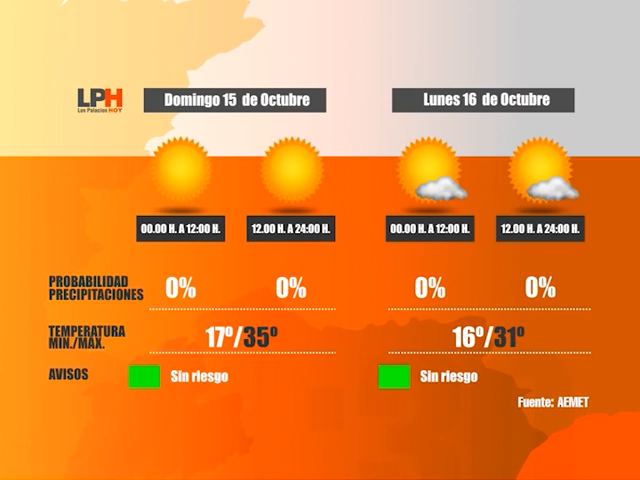 LPH
Los Palacios HOY
Domingo 15 de Octubre
Lunes 16 de Octubre
00.00 H. A 12:00 H.
12.00 H. A 24:00 H.
00.00 H. A 12:00 H.
12.00 H. A 24:00 H.
PROBABILIDAD
PRECIPITACIONES
0%
0%
0%
0%
TEMPERATURA
MIN./MÁX.
17º/35º
16º/31º
AVISOS
Sin riesgo
Sin riesgo
Fuente: AEMET